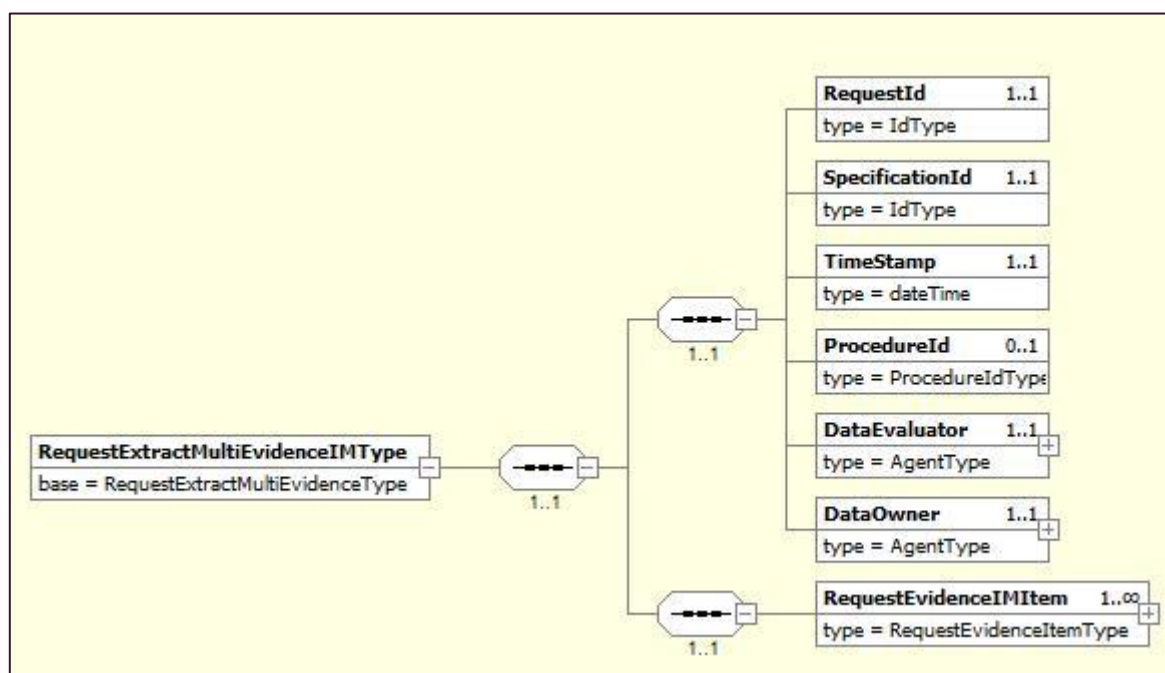 RequestId 1..1
type = IdType
SpecificationId 1..1
type = IdType
TimeStamp 1..1
type = dateTime
1..1
ProcedureId 0..1
type = ProcedureIdType
DataEvaluator 1..1
type = AgentType
RequestExtractMultiEvidenceIMType
base = RequestExtractMultiEvidenceType
1..1
DataOwner 1..1
type = AgentType
RequestEvidenceIMItem 1..∞
type = RequestEvidenceItemType
1..1